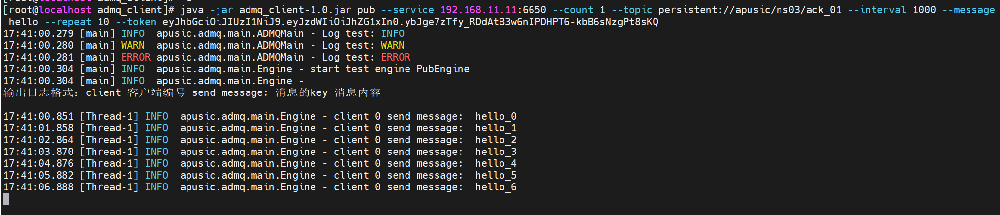 [root@localhost admq_client]# ^C
[root@localhost admq_client]# java -jar admq_client-1.0.jar pub --service 192.168.11.11:6650 --count 1 --topic persistent://apusic/ns03/ack_01 --interval 1000 --message
hello --repeat 10 --token eyJhbGciOiJIUzI1NiJ9.eyJzdWIiOiJhZG1xIn0.ybJge7zTfy_RDdAtB3w6nIPDHPT6-kbB6sNzgPt8sKQ
17:41:00.279 [main] INFO  apusic.admq.main.ADMQMain - Log test: INFO
17:41:00.280 [main] WARN  apusic.admq.main.ADMQMain - Log test: WARN
17:41:00.281 [main] ERROR apusic.admq.main.ADMQMain - Log test: ERROR
17:41:00.304 [main] INFO  apusic.admq.main.Engine - start test engine PubEngine
17:41:00.304 [main] INFO  apusic.admq.main.Engine -
输出日志格式：client 客户端编号 send message: 消息的key 消息内容
17:41:00.851 [Thread-1] INFO  apusic.admq.main.Engine - client 0 send message:  hello_0
17:41:01.858 [Thread-1] INFO  apusic.admq.main.Engine - client 0 send message:  hello_1
17:41:02.864 [Thread-1] INFO  apusic.admq.main.Engine - client 0 send message:  hello_2
17:41:03.870 [Thread-1] INFO  apusic.admq.main.Engine - client 0 send message:  hello_3
17:41:04.876 [Thread-1] INFO  apusic.admq.main.Engine - client 0 send message:  hello_4
17:41:05.882 [Thread-1] INFO  apusic.admq.main.Engine - client 0 send message:  hello_5
17:41:06.888 [Thread-1] INFO  apusic.admq.main.Engine - client 0 send message:  hello_6